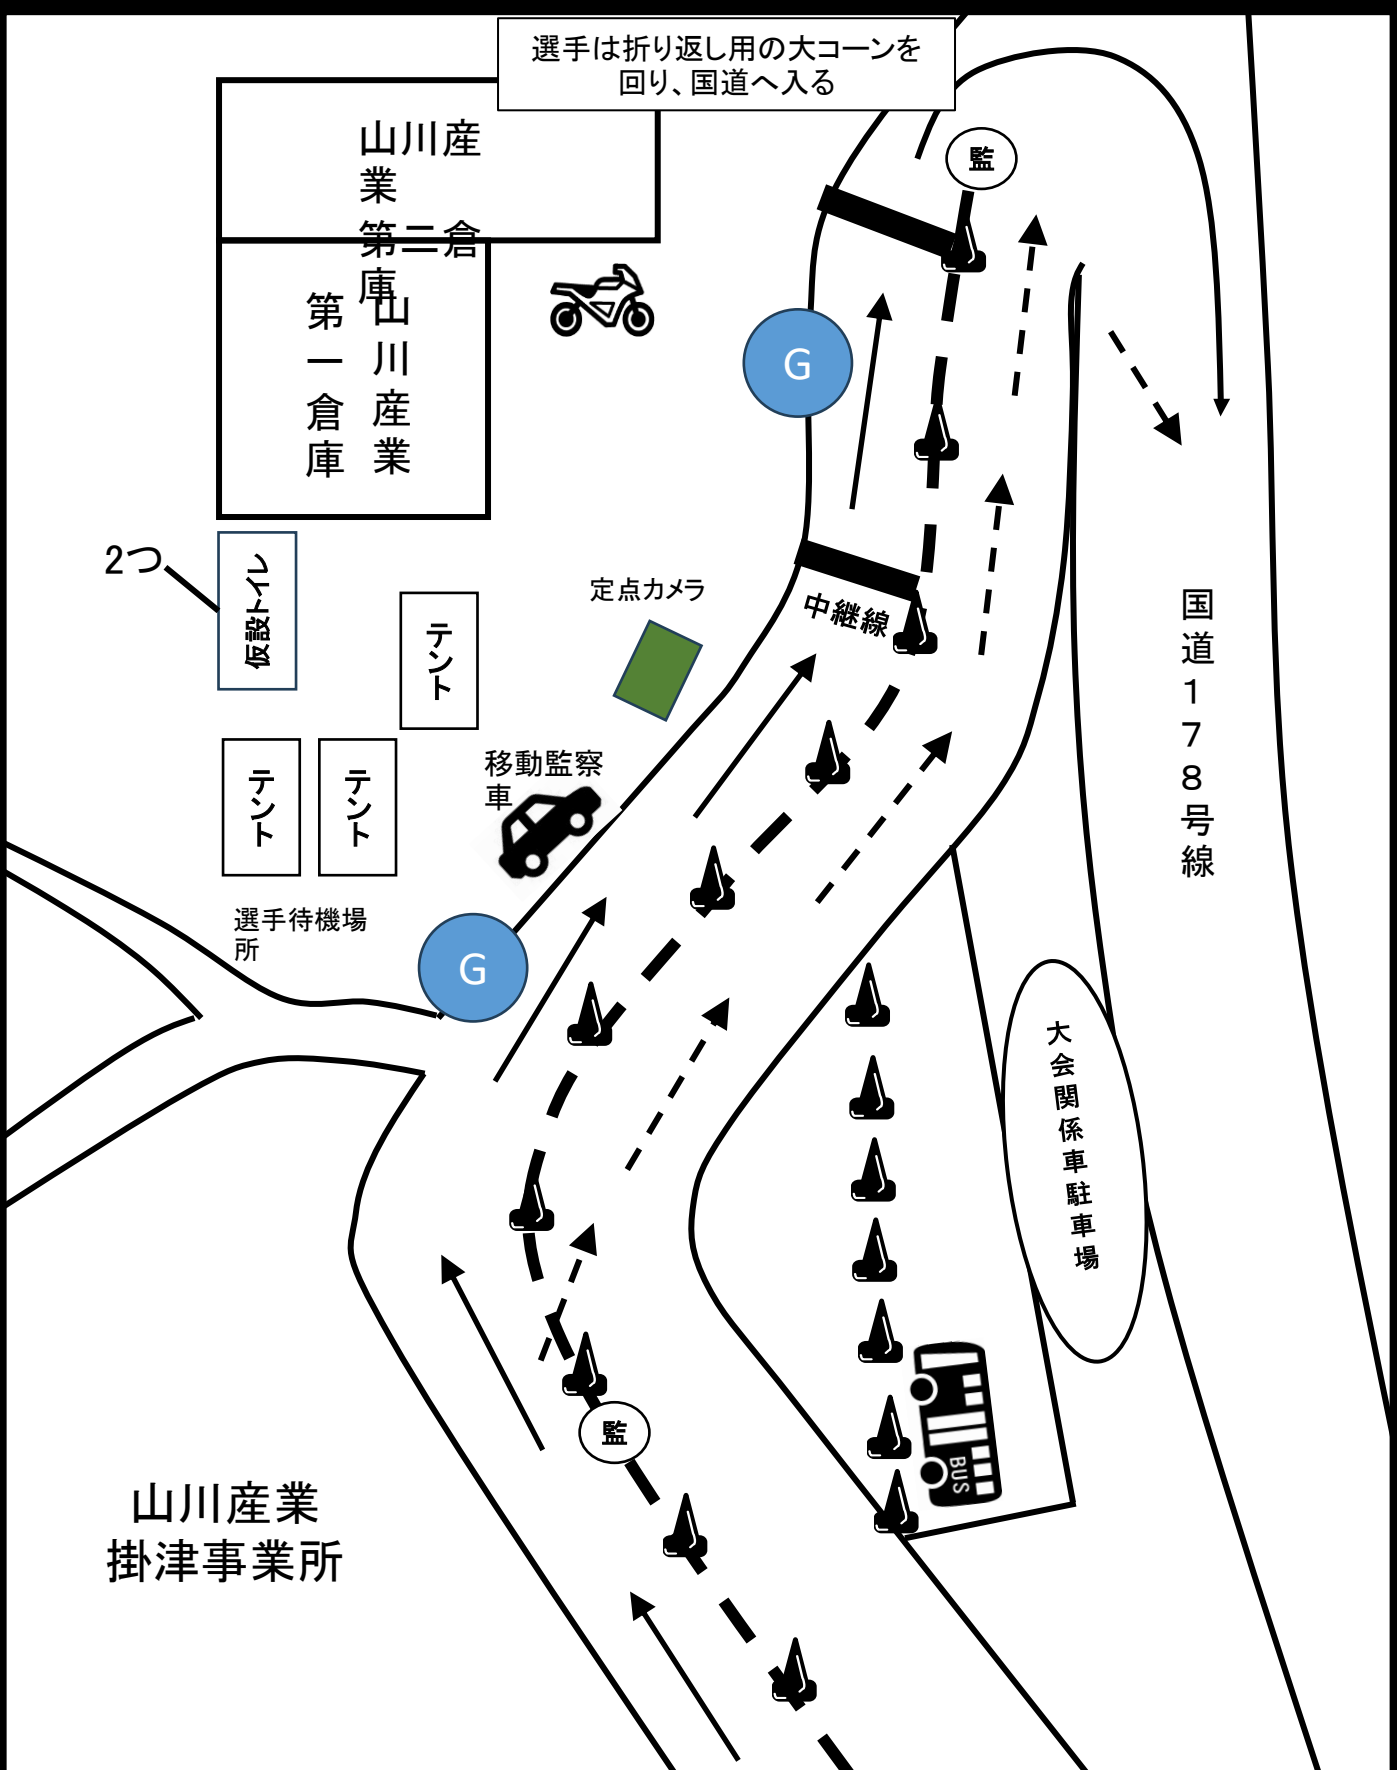 選手は折り返し用の大コーンを
回り、国道へ入る
監
山川産
業
第二倉
庫
山川産業
第一倉庫
G
2つ
仮設トイレ
テント
定点カメラ
中継線
国道178号線
移動監察
車
テント
テント
選手待機場
所
G
大会関係車駐車場
BUS
監
山川産業
掛津事業所